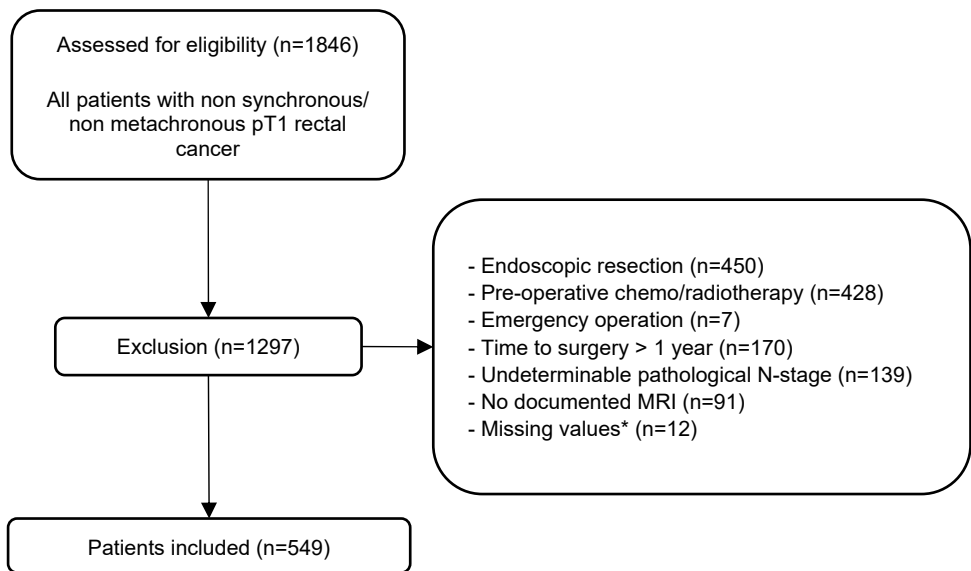 Assessed for eligibility (n=1846)
All patients with non synchronous/
non metachronous pT1 rectal
cancer
Exclusion (n=1297)
- Endoscopic resection (n=450)
- Pre-operative chemo/radiotherapy (n=428)
- Emergency operation (n=7)
- Time to surgery > 1 year (n=170)
- Undeterminable pathological N-stage (n=139)
- No documented MRI (n=91)
- Missing values* (n=12)
Patients included (n=549)